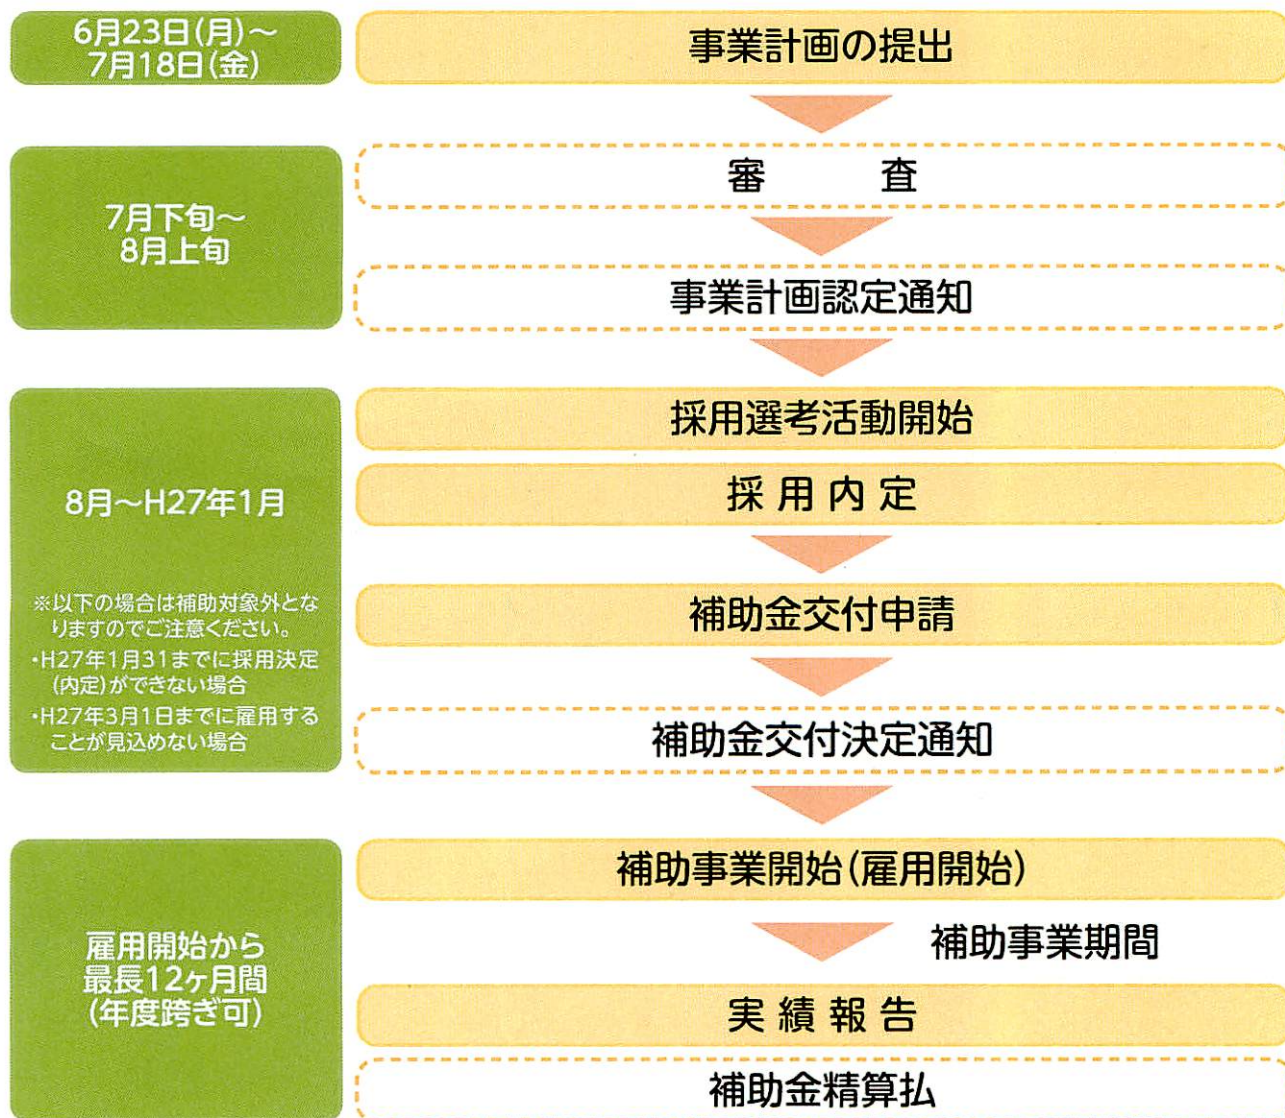 6月23日(月)～
7月18日(金)
事業計画の提出
7月下旬～
8月上旬
審　　　査
事業計画認定通知
8月～H27年1月
※以下の場合は補助対象外とな
りますのでご注意ください。
・H27年1月31までに採用決定
(内定)ができない場合
・H27年3月1日までに雇用する
ことが見込めない場合
採用選考活動開始
採 用 内 定
補助金交付申請
補助金交付決定通知
雇用開始から
最長12ヶ月間
(年度跨ぎ可)
補助事業開始(雇用開始)
補助事業期間
実 績 報 告
補助金精算払